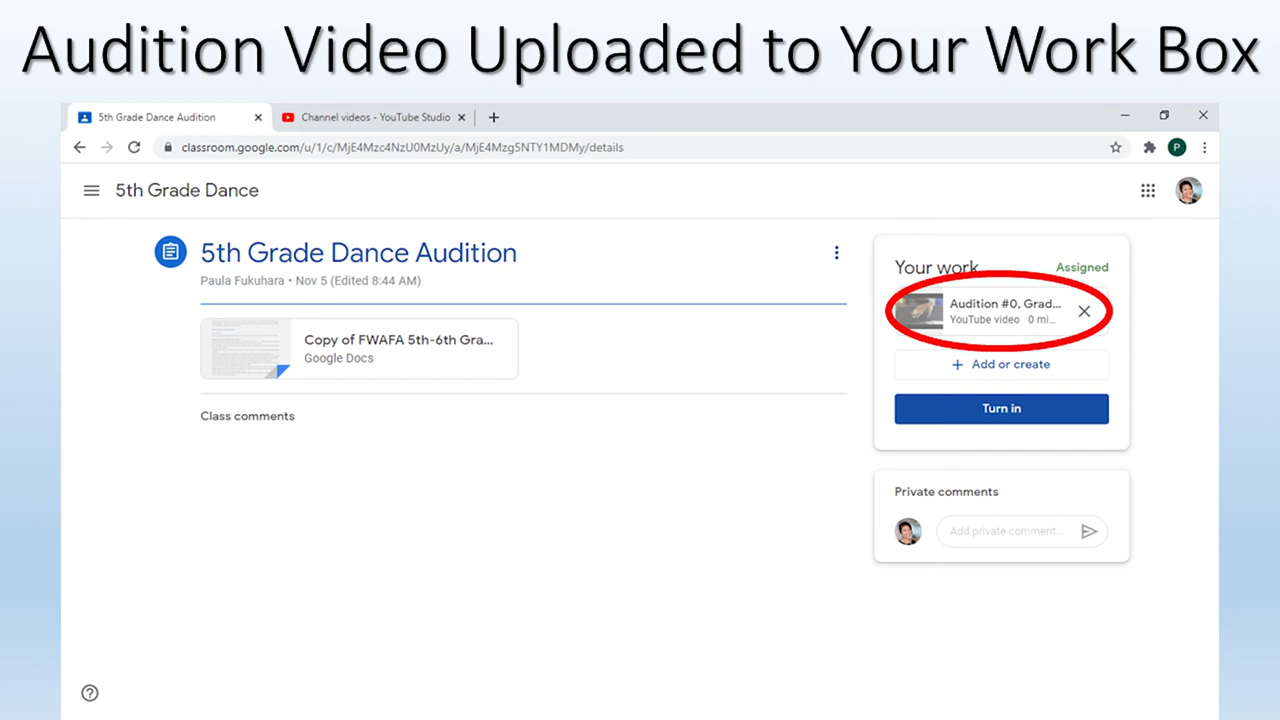 Audition Video Uploaded to Your Work Box
5th Grade Dance Audition
Channel videos - YouTube Studio
classroom.google.com/u/1/c/MjE4Mzc4NzU0MzUy/a/MjE4Mzg5NTY1MDMy/details
P
5th Grade Dance
5th Grade Dance Audition
Paula Fukuhara • Nov 5 (Edited 8:44 AM)
Copy of FWAFA 5th-6th Gra...
Google Docs
Class comments
Your work
Assigned
Audition #0, Grad...
YouTube video 0 mi...
+ Add or create
Turn in
Private comments
Add private comment...